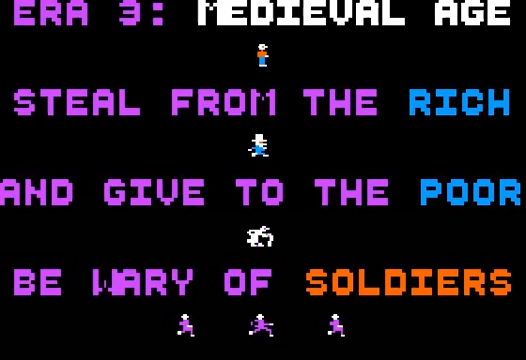 ERA 3: MEDIEVAL AGE
STEAL FROM THE RICH
AND GIVE TO THE POOR
BE WARY OF SOLDIERS